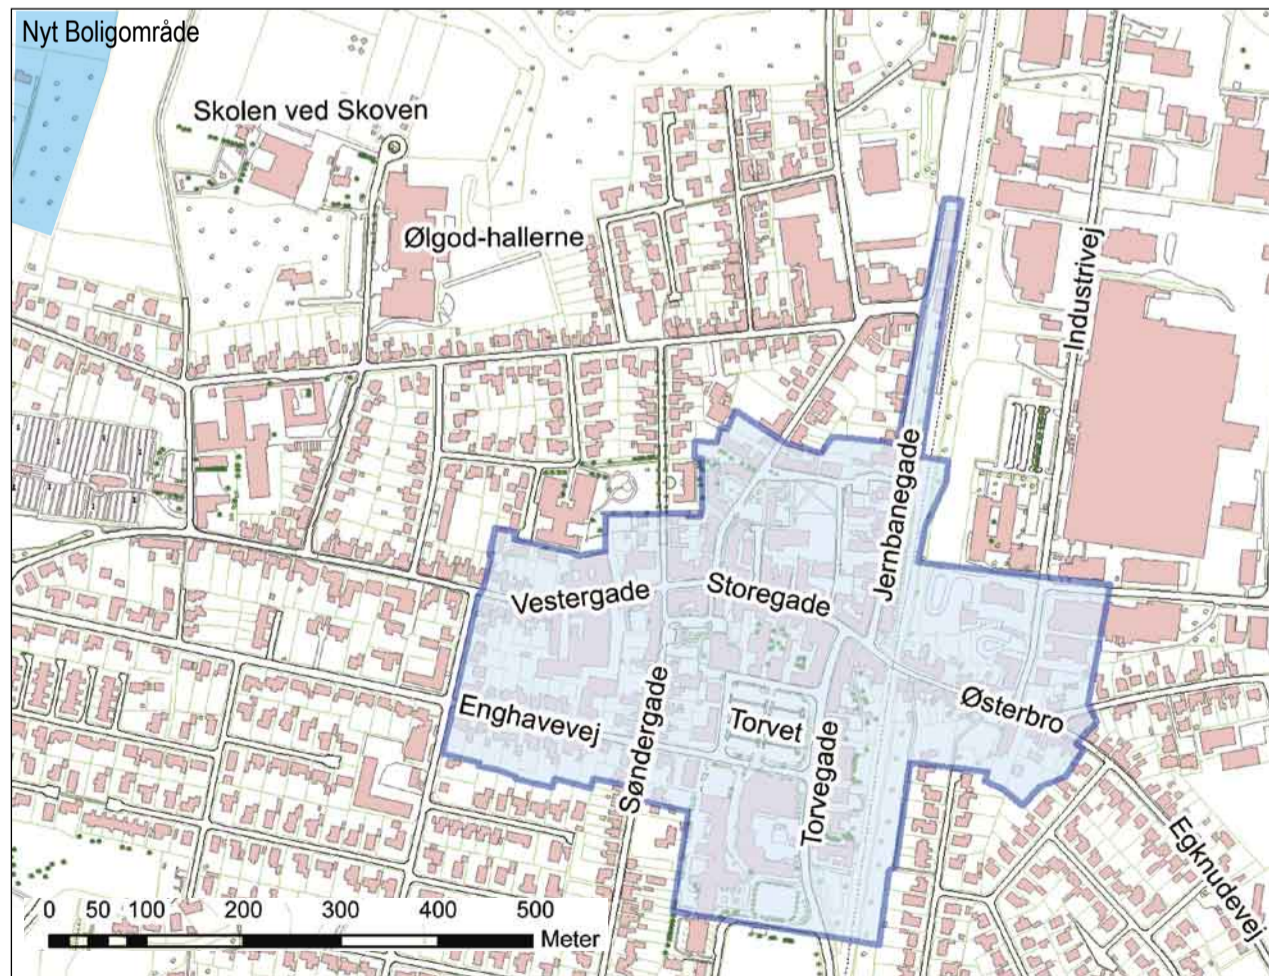 Nyt Boligområde
Skolen ved Skoven
Ølgod-hallerne
Industrivej
Jernbanegade
Vestergade
Storegade
Enghavevej
Søndergade
Torvet
Torvegade
Østerbro
Egknudevej
0 50 100 200 300 400 500
Meter